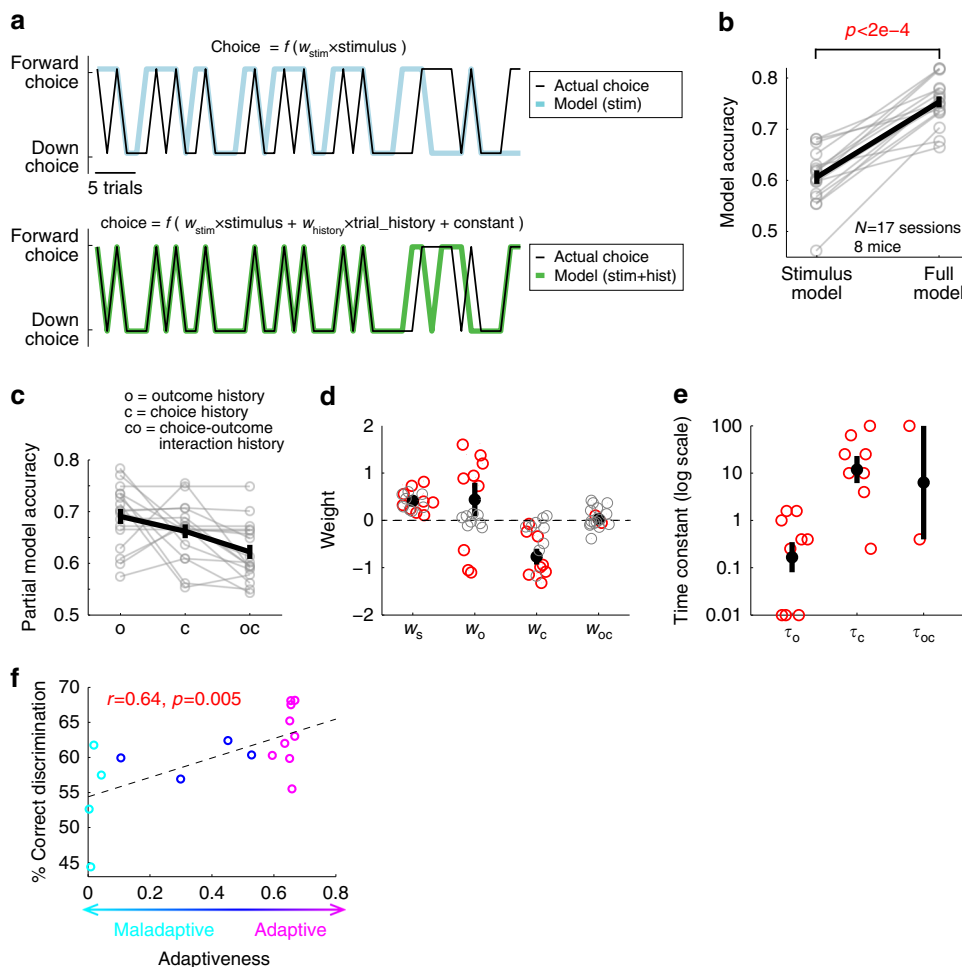 a
Choice = f ( wstim×stimulus )
Forward
choice
Down
choice
5 trials
Actual choice
Model (stim)
choice = f ( wstim×stimulus + whistory×trial_history + constant )
Forward
choice
Down
choice
Actual choice
Model (stim+hist)
b
p<2e−4
Model accuracy
0.8
0.7
0.6
0.5
N=17 sessions
8 mice
Stimulus
model
Full
model
c
o = outcome history
c = choice history
co = choice-outcome
interaction history
Partial model accuracy
0.8
0.7
0.6
0.5
o
c
oc
d
Weight
2
1
0
−1
−2
ws
wo
wc
woc
e
Time constant (log scale)
100
10
1
0.1
0.01
τo
τc
τoc
f
r=0.64, p=0.005
% Correct discrimination
70
65
60
55
50
45
0
0.2
0.4
0.6
0.8
Maladaptive
Adaptive
Adaptiveness